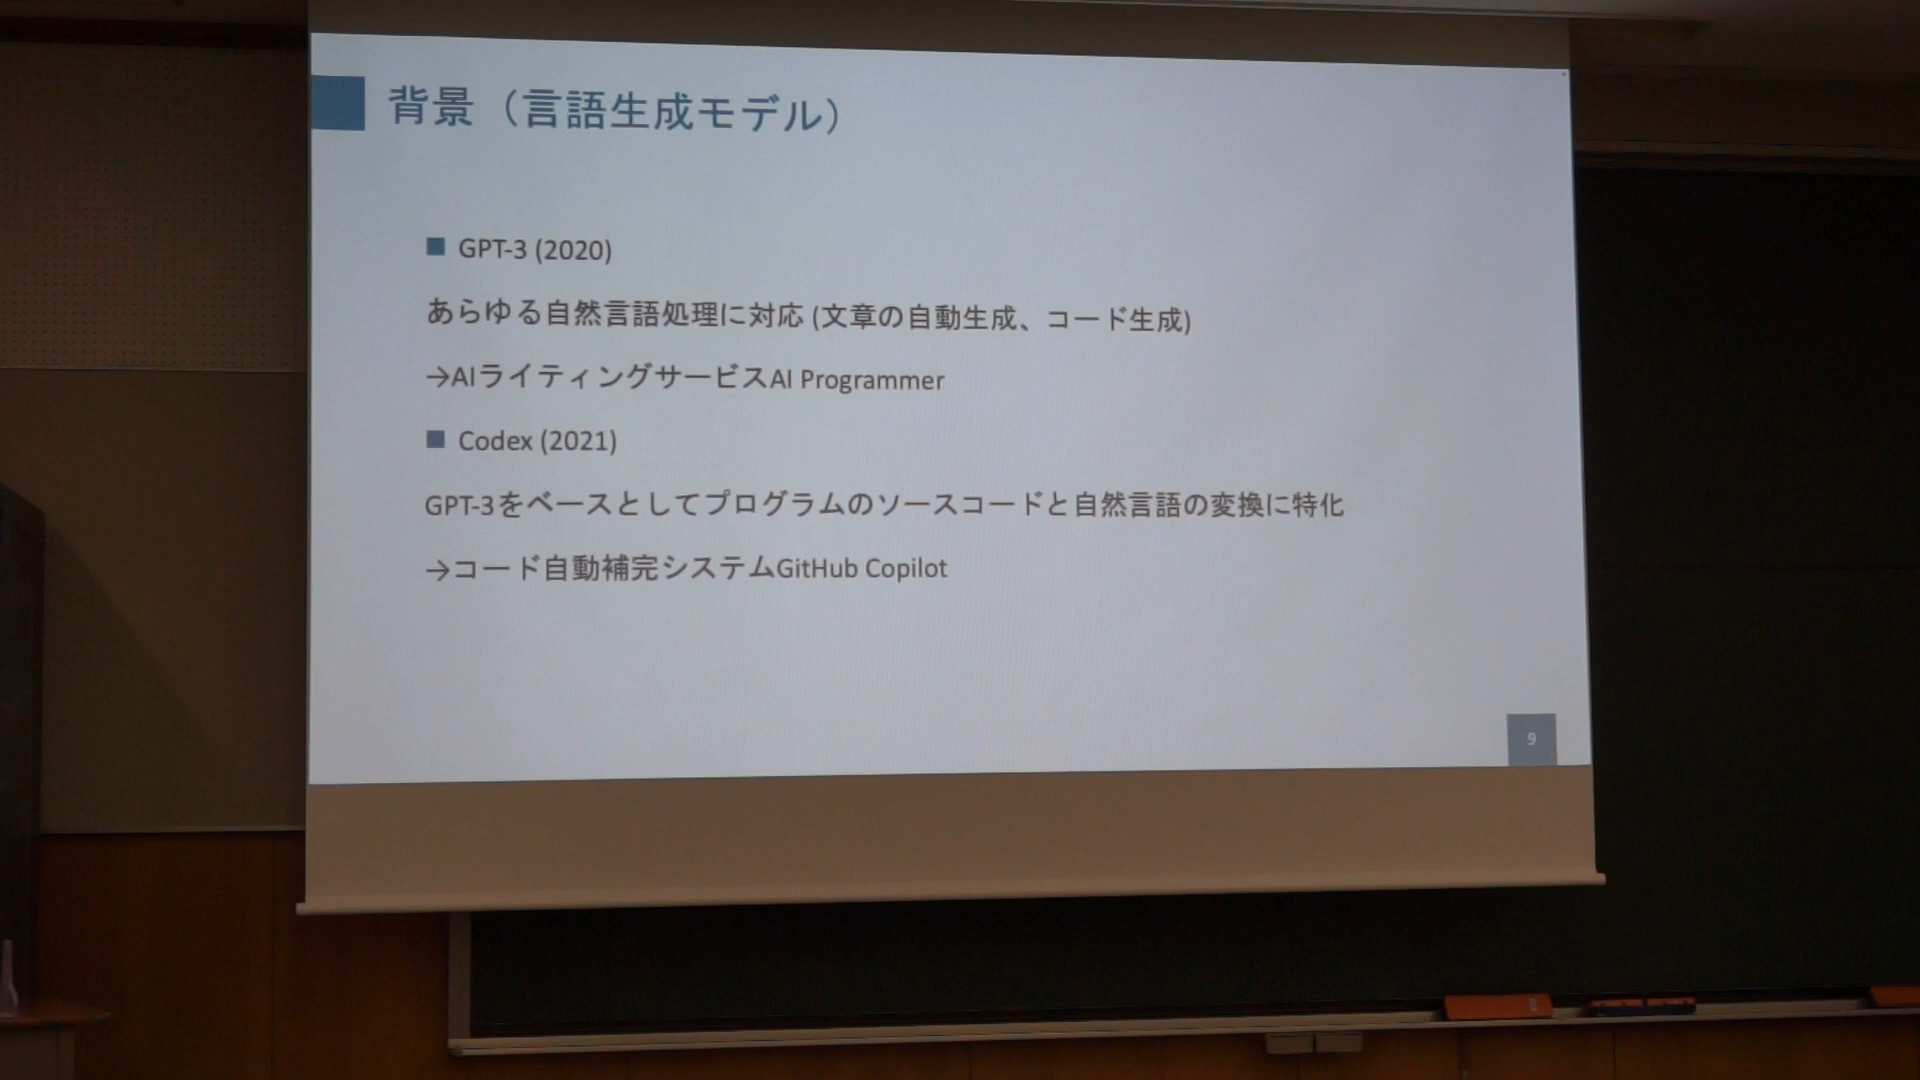 背景（言語生成モデル）
GPT-3 (2020)
あらゆる自然言語処理に対応 (文章の自動生成、コード生成)
→AIライティングサービスAI Programmer
Codex (2021)
GPT-3をベースとしてプログラムのソースコードと自然言語の変換に特化
→コード自動補完システムGitHub Copilot
9